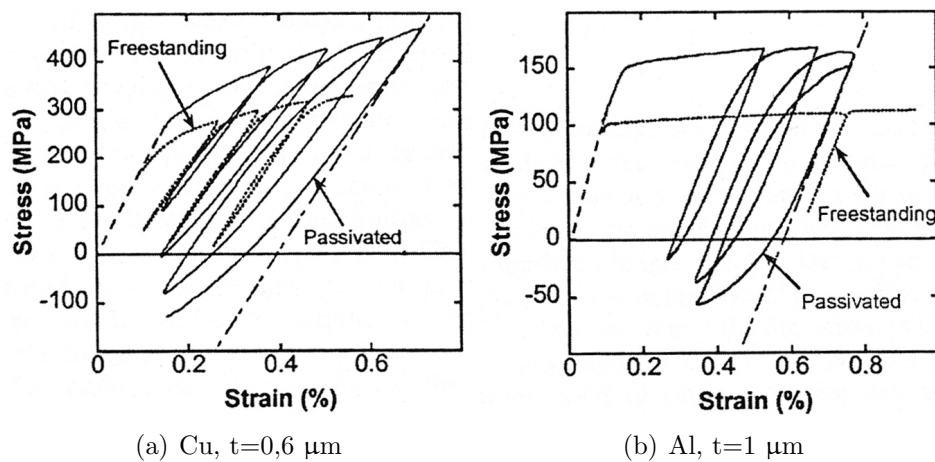 Freestanding
Passivated
Stress (MPa)
400
300
200
100
0
-100
0
0.2
0.4
0.6
Strain (%)
(a) Cu, t=0,6 μm
Stress (MPa)
150
100
50
0
-50
Freestanding
Passivated
0
0.2
0.4
0.6
0.8
Strain (%)
(b) Al, t=1 μm